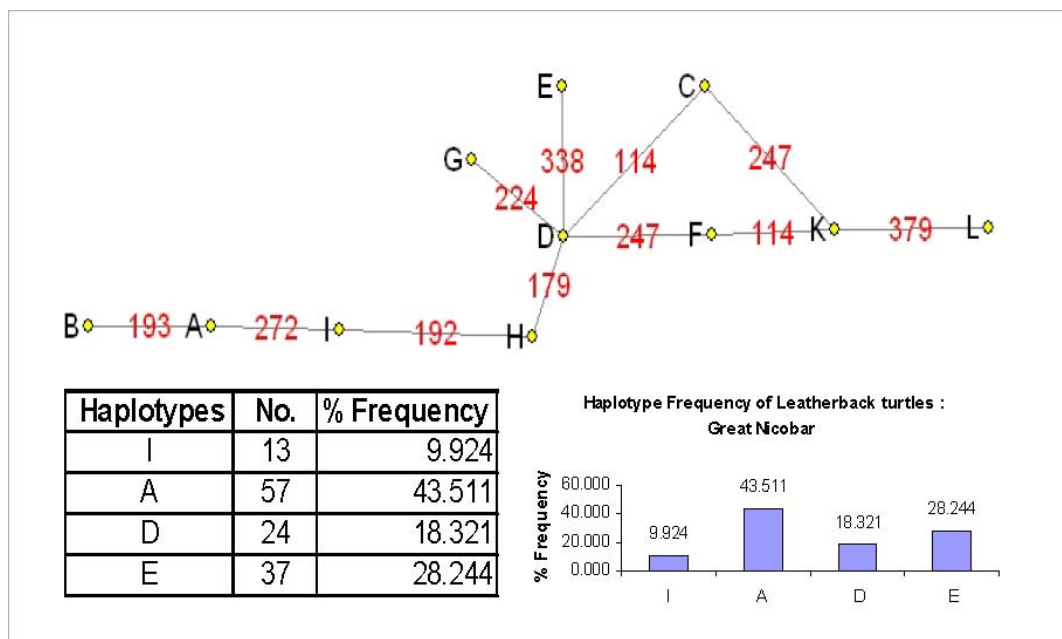 E C
G 338 114 247
224
D 247 F 114 K 379 L
179
B 193 A 272 I 192 H
Haplotypes No. % Frequency
I 13 9.924
A 57 43.511
D 24 18.321
E 37 28.244
Haplotype Frequency of Leatherback turtles :
Great Nicobar
% Frequency
60.000
40.000
20.000
0.000
9.924
43.511
18.321
28.244
I A D E